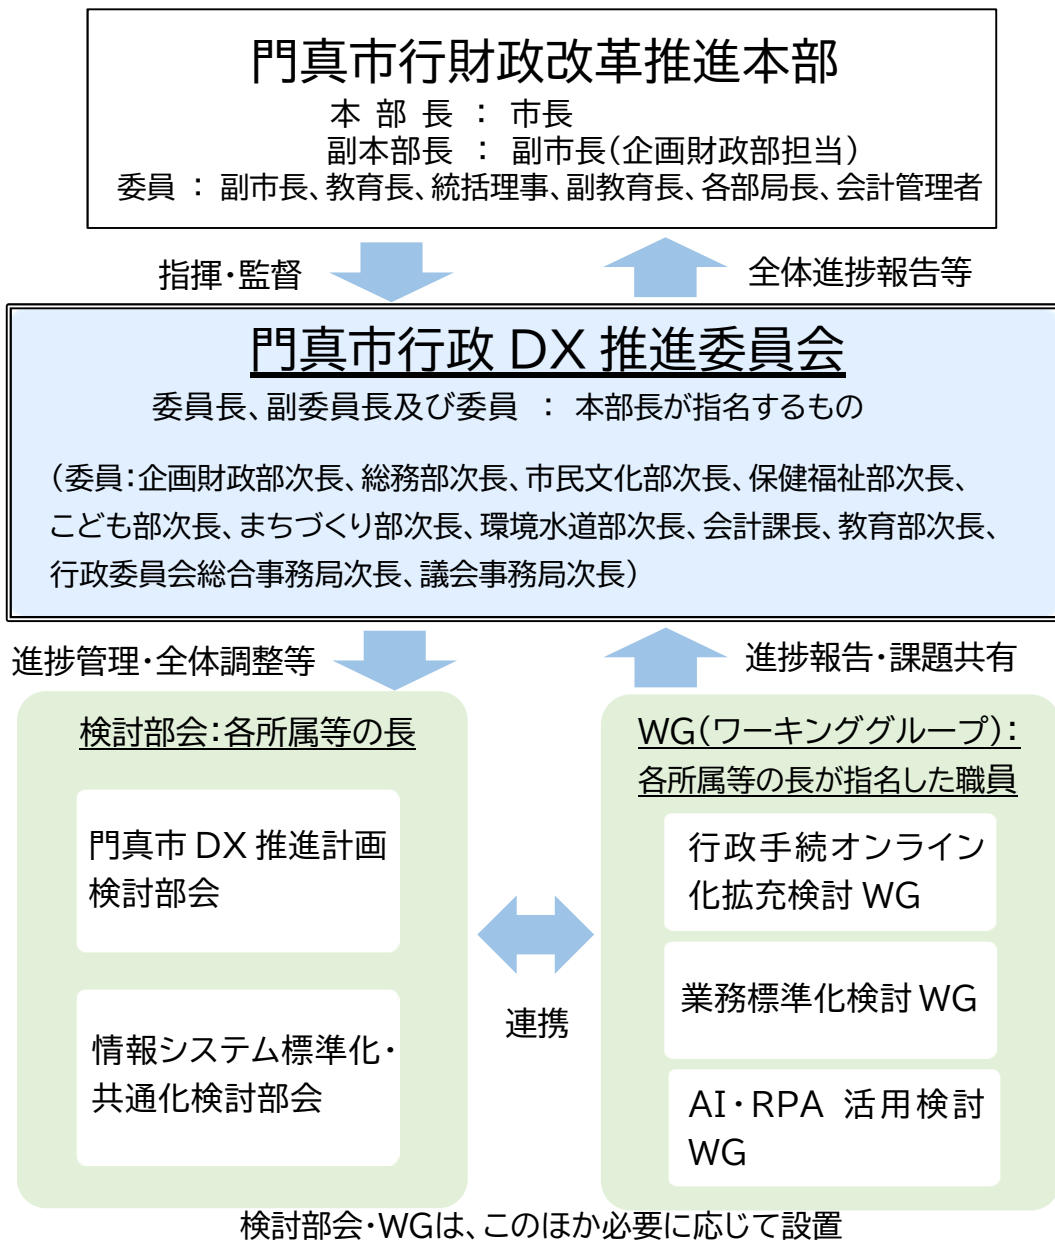 門真市行財政改革推進本部
本 部 長 ： 市長
副本部長 ： 副市長（企画財政部担当）
委員 ： 副市長、教育長、統括理事、副教育長、各部局長、会計管理者
指揮・監督
全体進捗報告等
門真市行政 DX 推進委員会
委員長、副委員長及び委員 ： 本部長が指名するもの
（委員：企画財政部次長、総務部次長、市民文化部次長、保健福祉部次長、
こども部次長、まちづくり部次長、環境水道部次長、会計課長、教育部次長、
行政委員会総合事務局次長、議会事務局次長）
進捗管理・全体調整等
進捗報告・課題共有
検討部会：各所属等の長
門真市 DX 推進計画
検討部会
情報システム標準化・
共通化検討部会
連携
WG（ワーキンググループ）：
各所属等の長が指名した職員
行政手続オンライン
化拡充検討 WG
業務標準化検討 WG
AI・RPA 活用検討
WG
検討部会・WGは、このほか必要に応じて設置